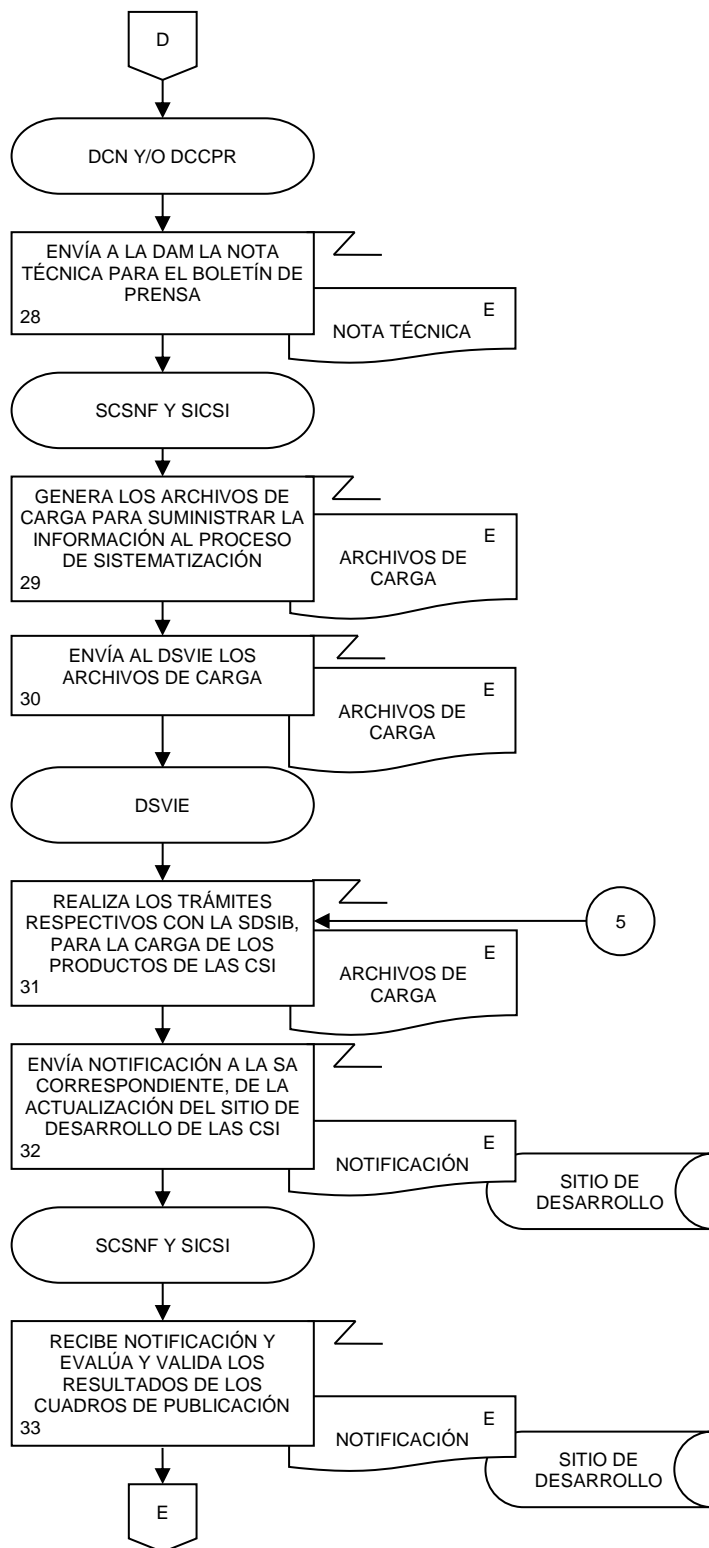 D
DCN Y/O DCCPR
ENVÍA A LA DAM LA NOTA
TÉCNICA PARA EL BOLETÍN DE
PRENSA
28
E
NOTA TÉCNICA
SCSNF Y SICSI
GENERA LOS ARCHIVOS DE
CARGA PARA SUMINISTRAR LA
INFORMACIÓN AL PROCESO
DE SISTEMATIZACIÓN
29
E
ARCHIVOS DE
CARGA
ENVÍA AL DSVIE LOS
ARCHIVOS DE CARGA
30
E
ARCHIVOS DE
CARGA
DSVIE
REALIZA LOS TRÁMITES
RESPECTIVOS CON LA SDSIB,
PARA LA CARGA DE LOS
PRODUCTOS DE LAS CSI
31
5
E
ARCHIVOS DE
CARGA
ENVÍA NOTIFICACIÓN A LA SA
CORRESPONDIENTE, DE LA
ACTUALIZACIÓN DEL SITIO DE
DESARROLLO DE LAS CSI
32
E
NOTIFICACIÓN
SITIO DE
DESARROLLO
SCSNF Y SICSI
RECIBE NOTIFICACIÓN Y
EVALÚA Y VALIDA LOS
RESULTADOS DE LOS
CUADROS DE PUBLICACIÓN
33
E
NOTIFICACIÓN
SITIO DE
DESARROLLO
E